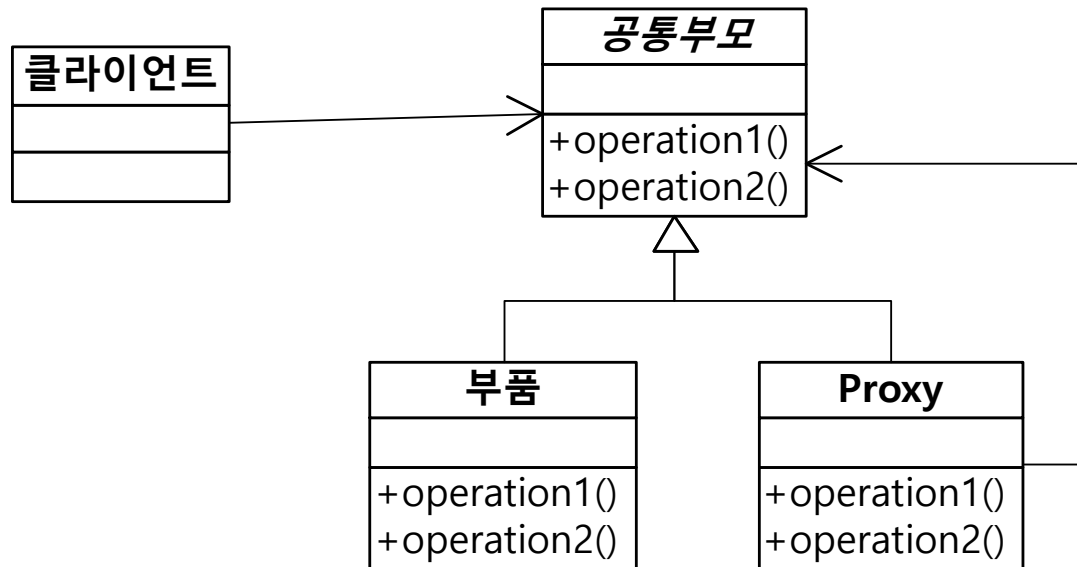 공통부모
클라이언트
+operation1()
+operation2()
부품
Proxy
+operation1()
+operation2()
+operation1()
+operation2()